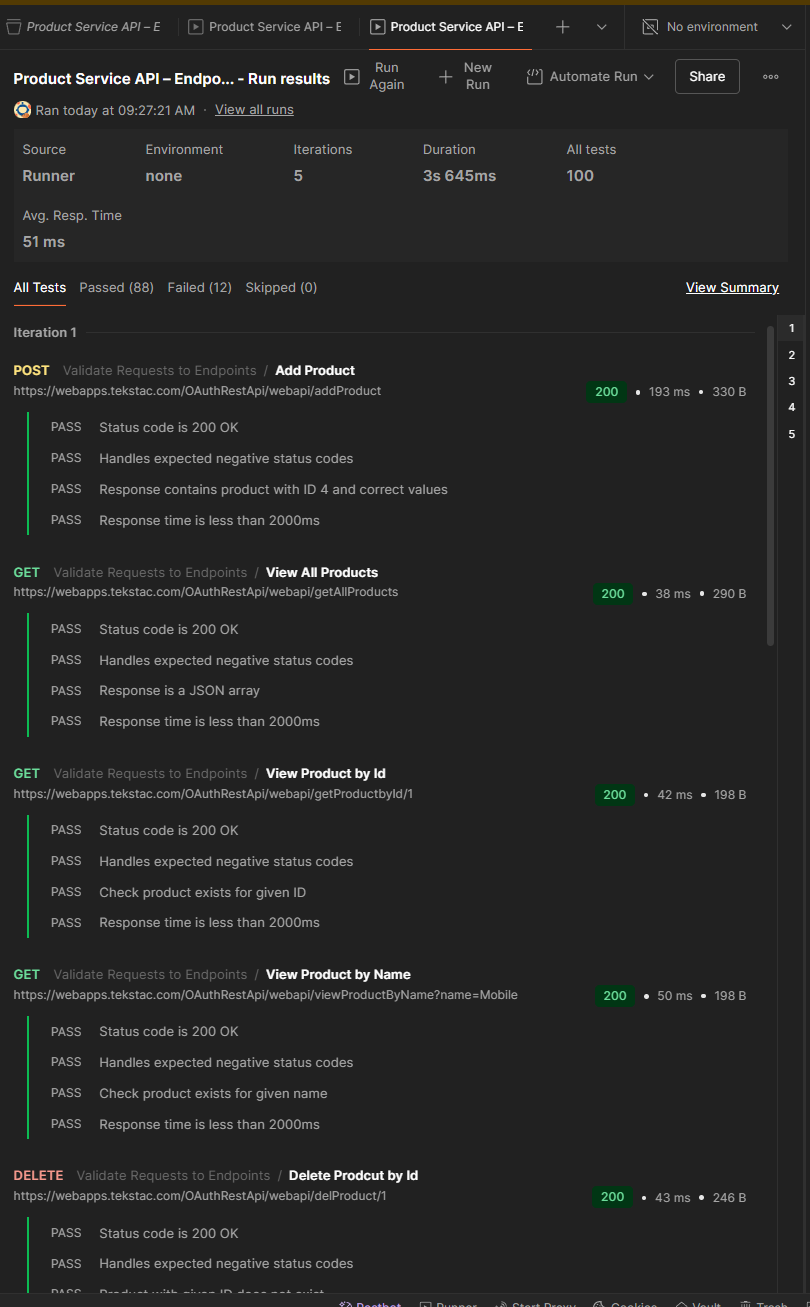 Product Service API – E
Product Service API – E
Product Service API – E
No environment
Product Service API – Endpo... - Run results
Run Again
New Run
Automate Run
Share
Ran today at 09:27:21 AM · View all runs
Source Environment Iterations Duration All tests
Runner none 5 3s 645ms 100
Avg. Resp. Time
51 ms
All Tests Passed (88) Failed (12) Skipped (0) View Summary
Iteration 1
1
2
3
4
5
POST Validate Requests to Endpoints / Add Product
https://webapps.tekstac.com/OAuthRestApi/webapi/addProduct 200 • 193 ms • 330 B
PASS Status code is 200 OK
PASS Handles expected negative status codes
PASS Response contains product with ID 4 and correct values
PASS Response time is less than 2000ms
GET Validate Requests to Endpoints / View All Products
https://webapps.tekstac.com/OAuthRestApi/webapi/getAllProducts 200 • 38 ms • 290 B
PASS Status code is 200 OK
PASS Handles expected negative status codes
PASS Response is a JSON array
PASS Response time is less than 2000ms
GET Validate Requests to Endpoints / View Product by Id
https://webapps.tekstac.com/OAuthRestApi/webapi/getProductbyId/1 200 • 42 ms • 198 B
PASS Status code is 200 OK
PASS Handles expected negative status codes
PASS Check product exists for given ID
PASS Response time is less than 2000ms
GET Validate Requests to Endpoints / View Product by Name
https://webapps.tekstac.com/OAuthRestApi/webapi/viewProductByName?name=Mobile 200 • 50 ms • 198 B
PASS Status code is 200 OK
PASS Handles expected negative status codes
PASS Check product exists for given name
PASS Response time is less than 2000ms
DELETE Validate Requests to Endpoints / Delete Prodcut by Id
https://webapps.tekstac.com/OAuthRestApi/webapi/delProduct/1 200 • 43 ms • 246 B
PASS Status code is 200 OK
PASS Handles expected negative status codes
PASS Product with given ID does not exist
Postbot Runner Start Proxy Cookies Vault Trash